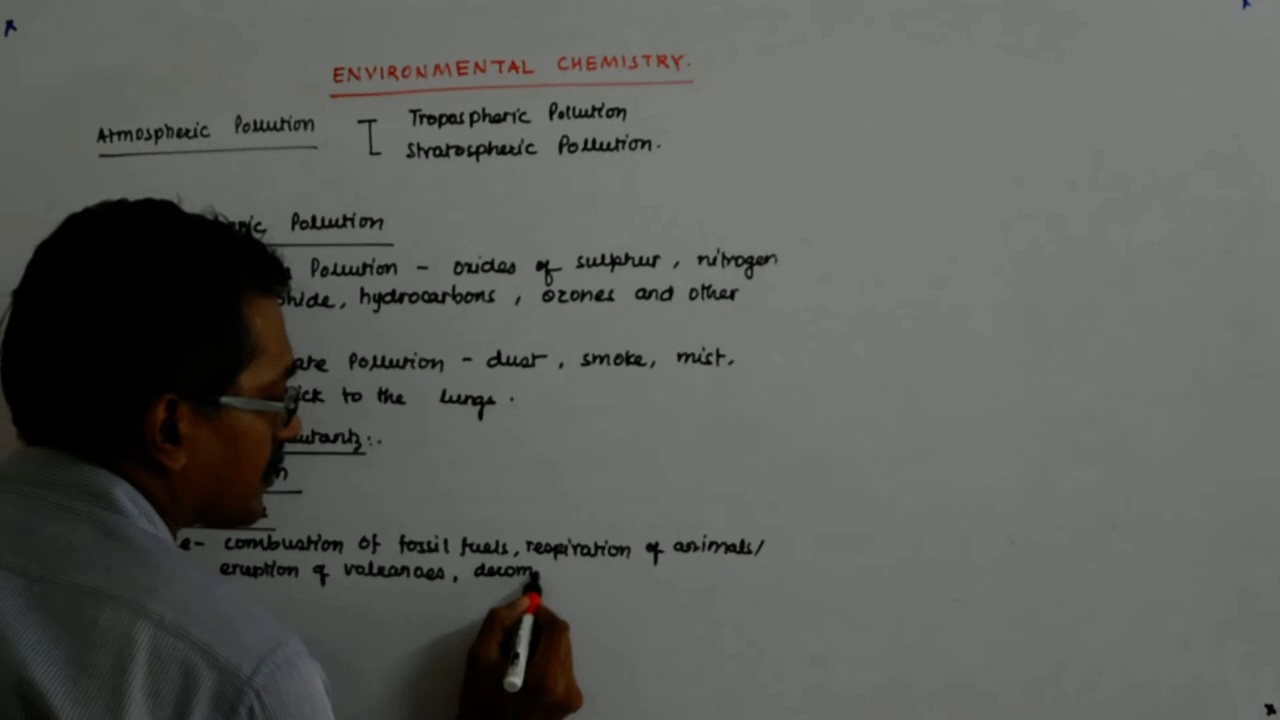 ENVIRONMENTAL CHEMISTRY.
Atmospheric Pollution
Tropospheric Pollution
Stratospheric Pollution.
Pollution
Pollution - oxides of sulphur, nitrogen
hydrocarbons, ozones and other
Pollution - dust, smoke, mist.
to the lungs.
combustion of fossil fuels, respiration of animals/
eruption of volcanoes, decom